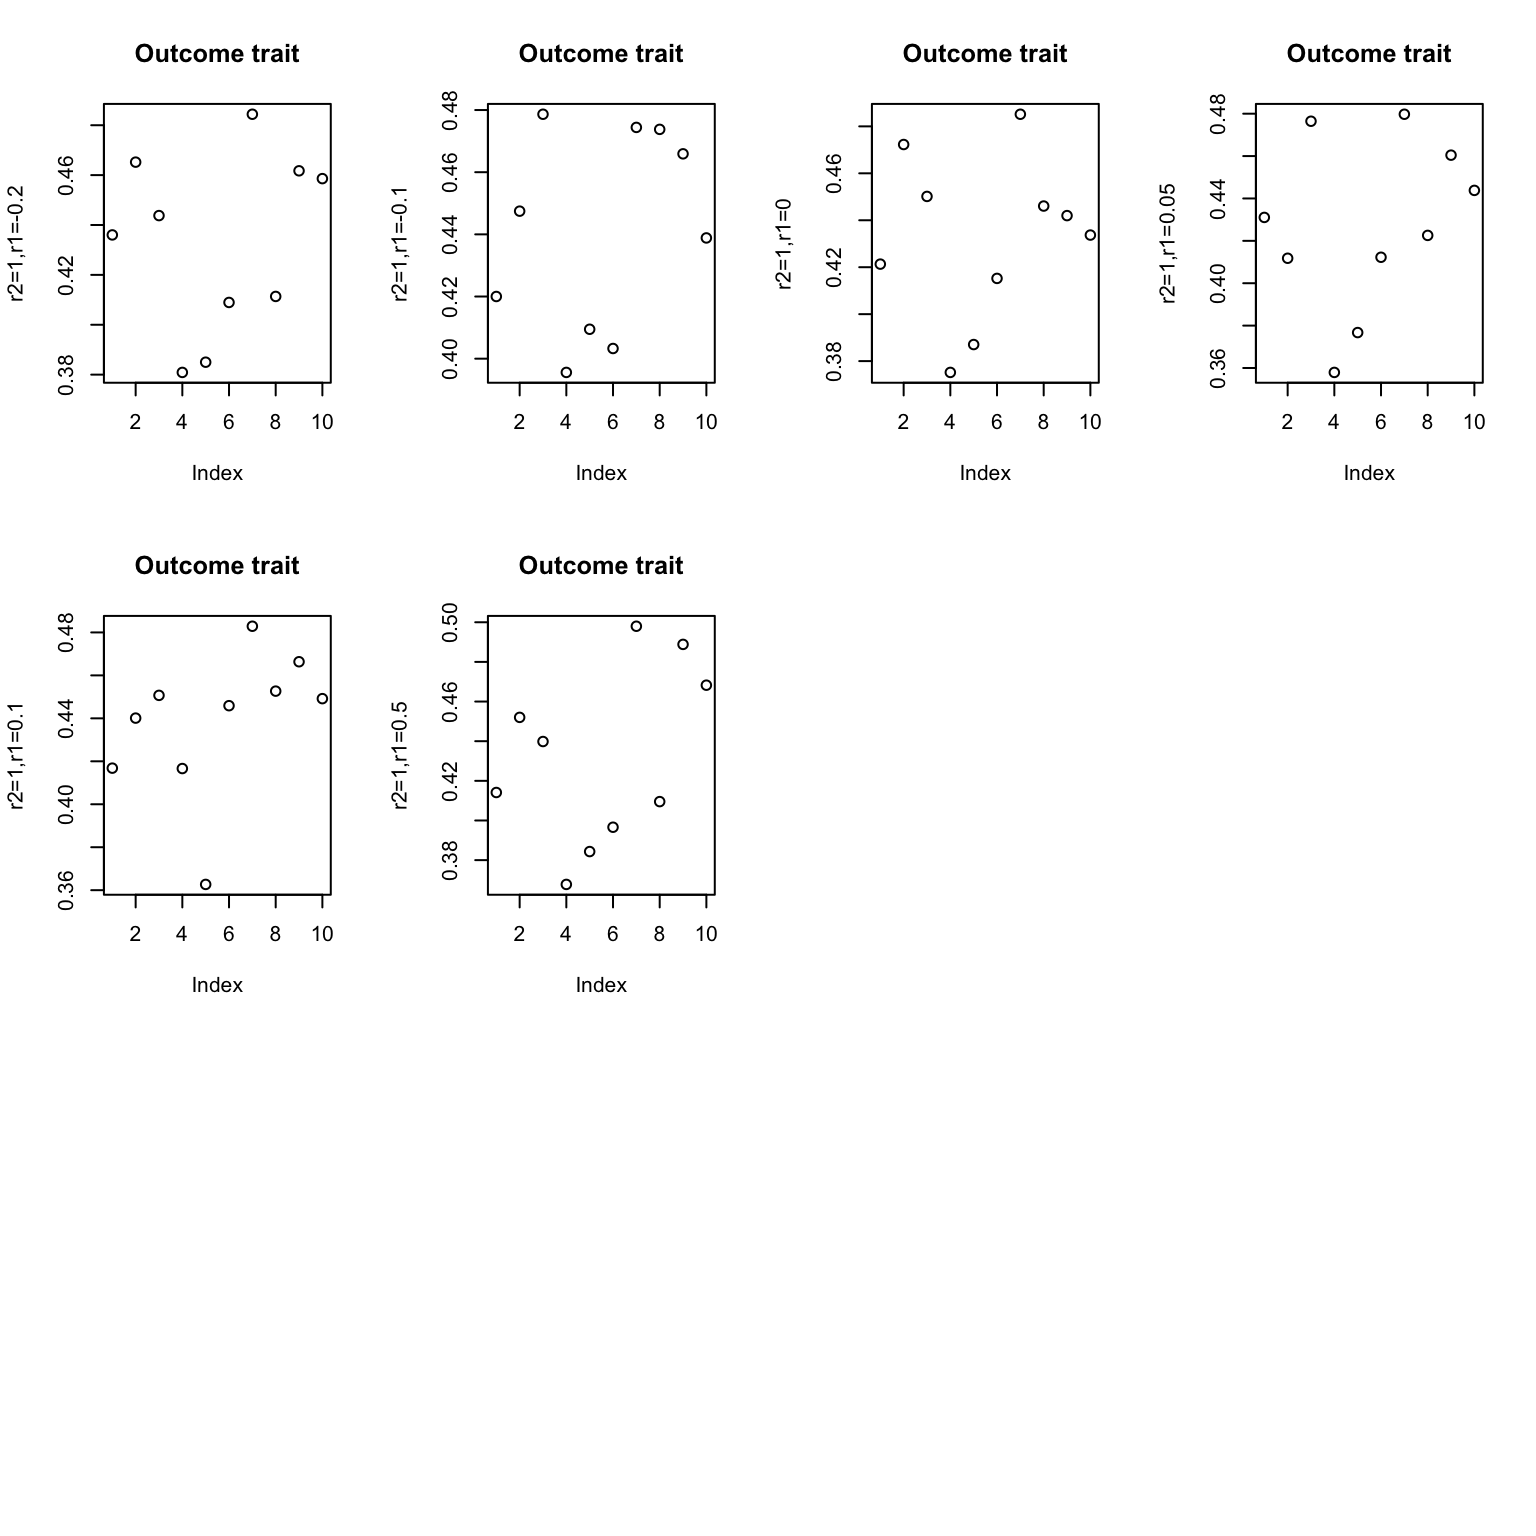 Outcome trait
r2=1,r1=-0.2
0.46
0.42
0.38
2 4 6 8 10
Index
Outcome trait
r2=1,r1=-0.1
0.48
0.46
0.44
0.42
0.40
2 4 6 8 10
Index
Outcome trait
r2=1,r1=0
0.46
0.42
0.38
2 4 6 8 10
Index
Outcome trait
r2=1,r1=0.05
0.48
0.44
0.40
0.36
2 4 6 8 10
Index
Outcome trait
r2=1,r1=0.1
0.48
0.44
0.40
0.36
2 4 6 8 10
Index
Outcome trait
r2=1,r1=0.5
0.50
0.46
0.42
0.38
2 4 6 8 10
Index